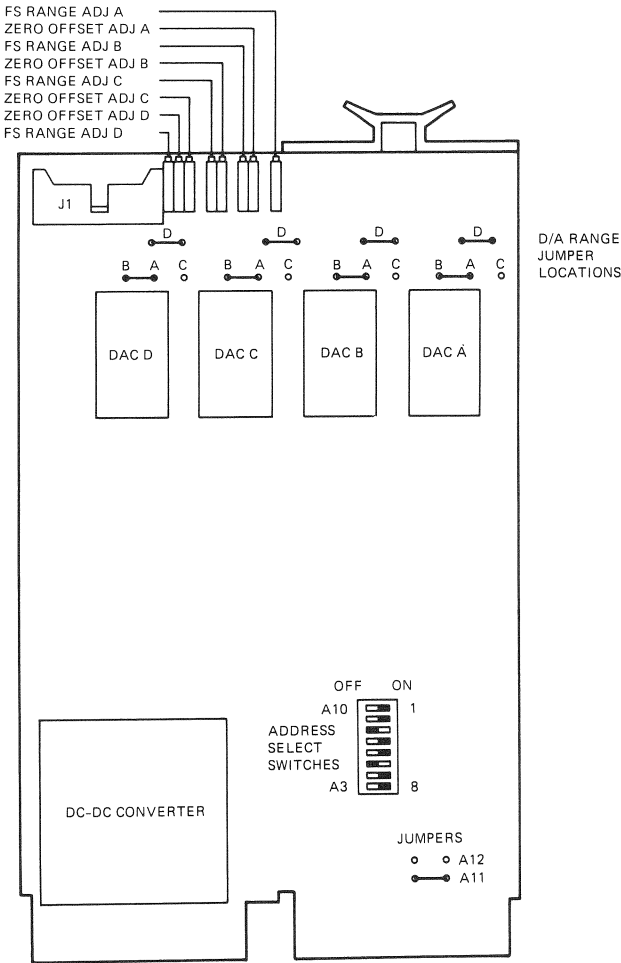 FS RANGE ADJ A
ZERO OFFSET ADJ A
FS RANGE ADJ B
ZERO OFFSET ADJ B
FS RANGE ADJ C
ZERO OFFSET ADJ C
ZERO OFFSET ADJ D
FS RANGE ADJ D
J1
D D D D
B A C B A C B A C B A C
D/A RANGE
JUMPER
LOCATIONS
DAC D DAC C DAC B DAC A
OFF ON
A10 1
ADDRESS
SELECT
SWITCHES
A3 8
DC-DC CONVERTER
JUMPERS
A12
A11